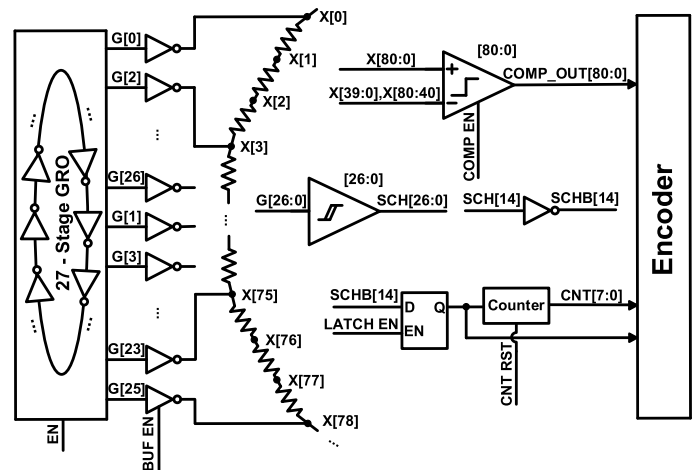 27 - Stage GRO
EN
G[0]
G[2]
G[26]
G[1]
G[3]
G[23]
G[25]
BUF EN
X[0]
X[1]
X[2]
X[3]
X[75]
X[76]
X[77]
X[78]
X[80:0]
X[39:0],X[80:40]
[80:0]
COMP_OUT[80:0]
COMP EN
G[26:0]
[26:0]
SCH[26:0]
SCH[14]
SCHB[14]
SCHB[14]
LATCH EN
D
Q
EN
Counter
CNT[7:0]
CNT RST
Encoder